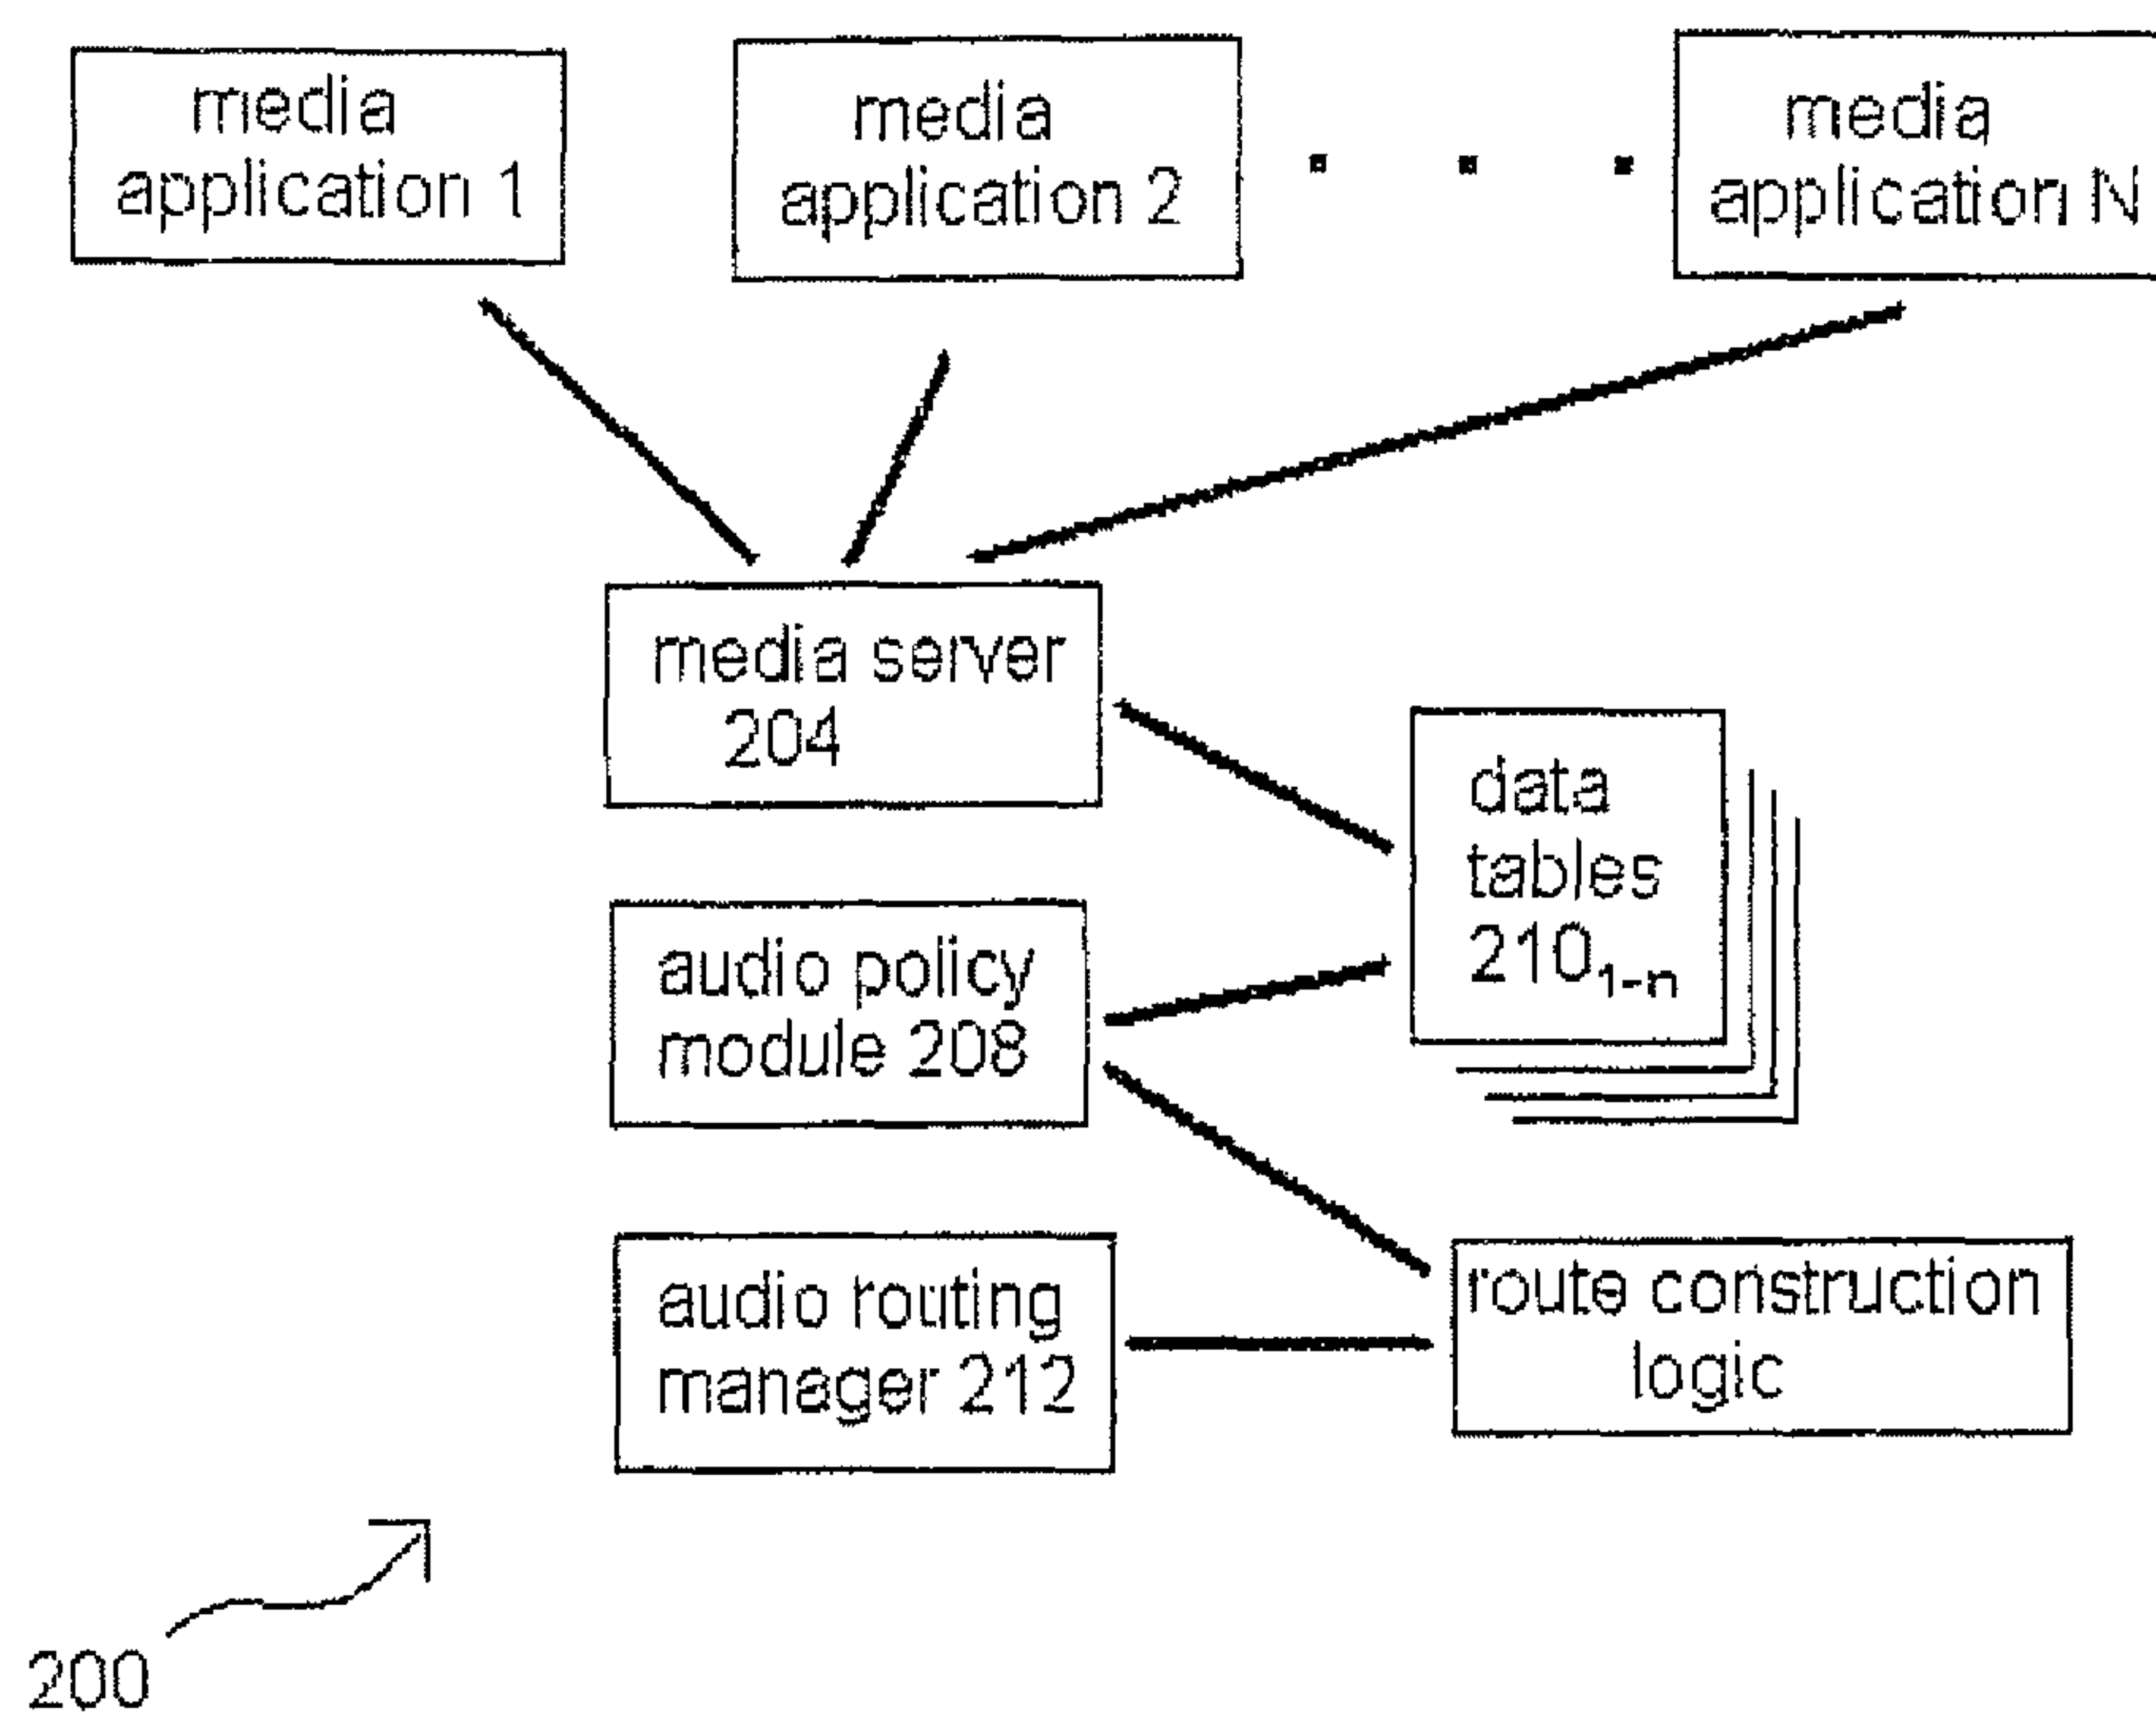 media
application 1
media
application 2
media
application N
media server
204
data
tables
210₁₋ₙ
audio policy
module 208
audio routing
manager 212
route construction
logic
200